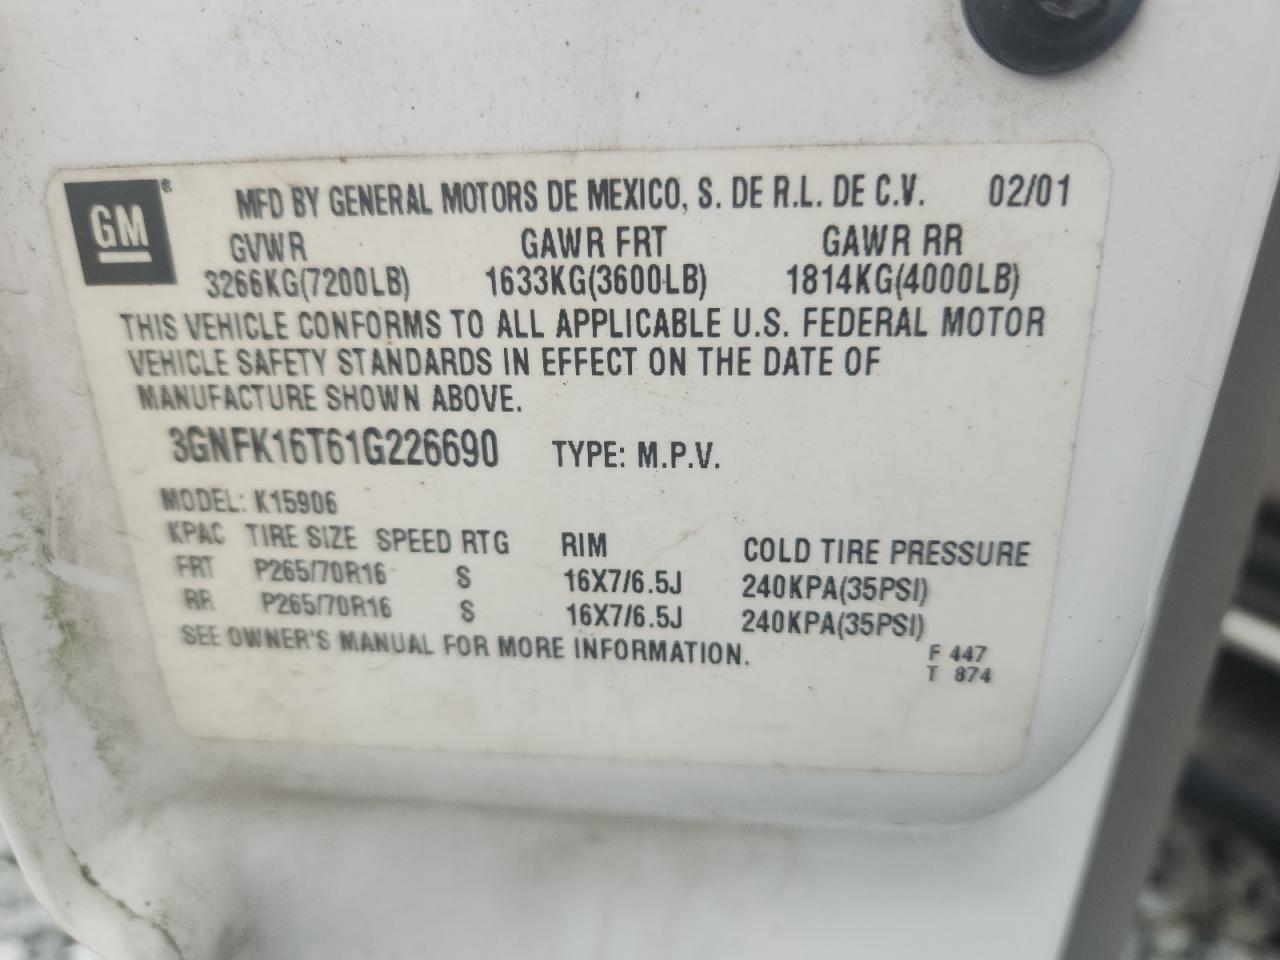 GM ® MFD BY GENERAL MOTORS DE MEXICO, S. DE R.L. DE C.V. 02/01
GVWR GAWR FRT GAWR RR
3266KG(7200LB) 1633KG(3600LB) 1814KG(4000LB)
THIS VEHICLE CONFORMS TO ALL APPLICABLE U.S. FEDERAL MOTOR
VEHICLE SAFETY STANDARDS IN EFFECT ON THE DATE OF
MANUFACTURE SHOWN ABOVE.
3GNFK16T61G226690 TYPE: M.P.V.
MODEL: K15906
KPAC TIRE SIZE SPEED RTG RIM COLD TIRE PRESSURE
FRT P265/70R16 S 16X7/6.5J 240KPA(35PSI)
RR P265/70R16 S 16X7/6.5J 240KPA(35PSI)
SEE OWNER'S MANUAL FOR MORE INFORMATION.
F 447
T 874